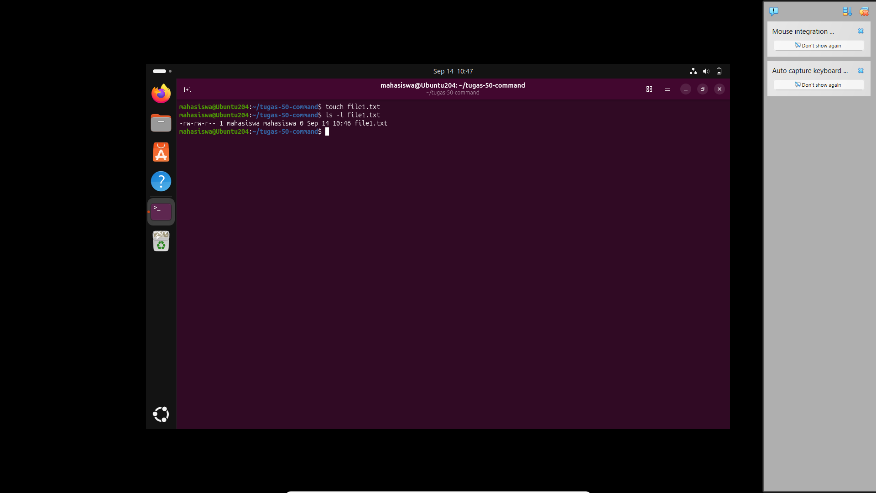 Sep 14 10:47
mahasiswa@Ubuntu204: ~/tugas-50-command
~/tugas-50-command
mahasiswa@Ubuntu204:~/tugas-50-command$ touch file1.txt
mahasiswa@Ubuntu204:~/tugas-50-command$ ls -l file1.txt
-rw-rw-r-- 1 mahasiswa mahasiswa 0 Sep 14 10:46 file1.txt
mahasiswa@Ubuntu204:~/tugas-50-command$
Mouse integration ...
Don't show again
Auto capture keyboard ...
Don't show again